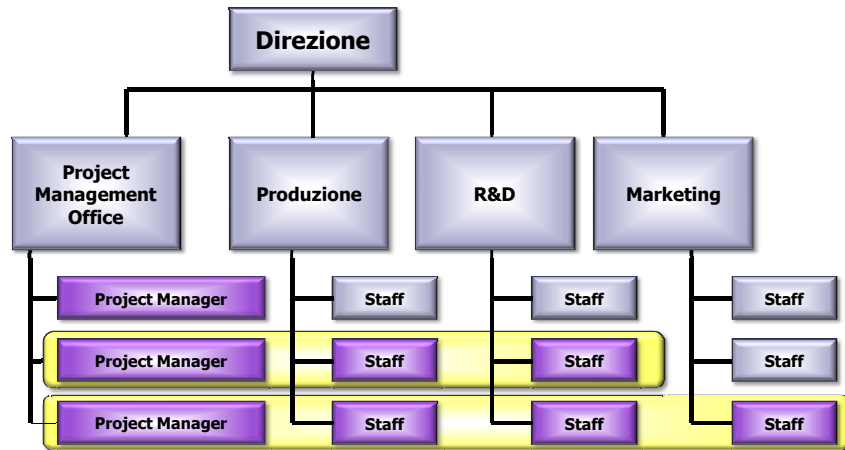 Direzione
Project
Management
Office
Produzione
R&D
Marketing
Project Manager
Staff
Staff
Staff
Project Manager
Staff
Staff
Staff
Project Manager
Staff
Staff
Staff